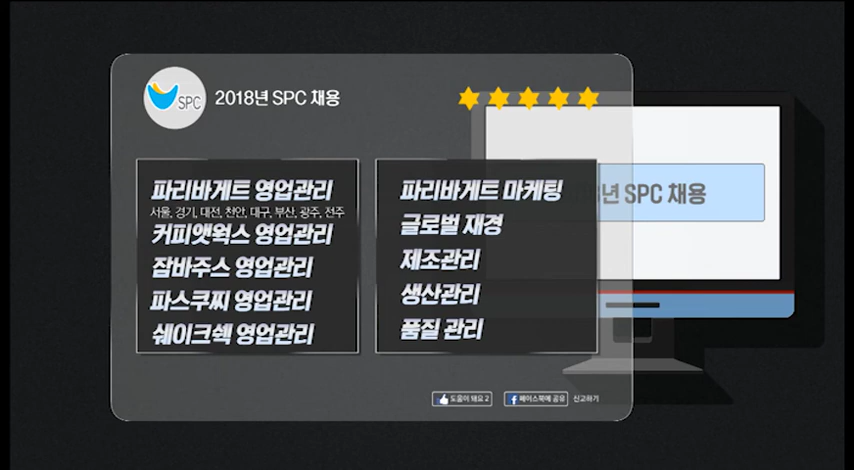 SPC
2018년 SPC 채용
파리바게트 영업관리
서울, 경기, 대전, 천안, 대구, 부산, 광주, 전주
커피앳웍스 영업관리
잠바주스 영업관리
파스쿠찌 영업관리
쉐이크쉑 영업관리
파리바게트 마케팅
글로벌 재경
제조관리
생산관리
품질 관리
년 SPC 채용
도움이 돼요 2
페이스북에 공유
신고하기